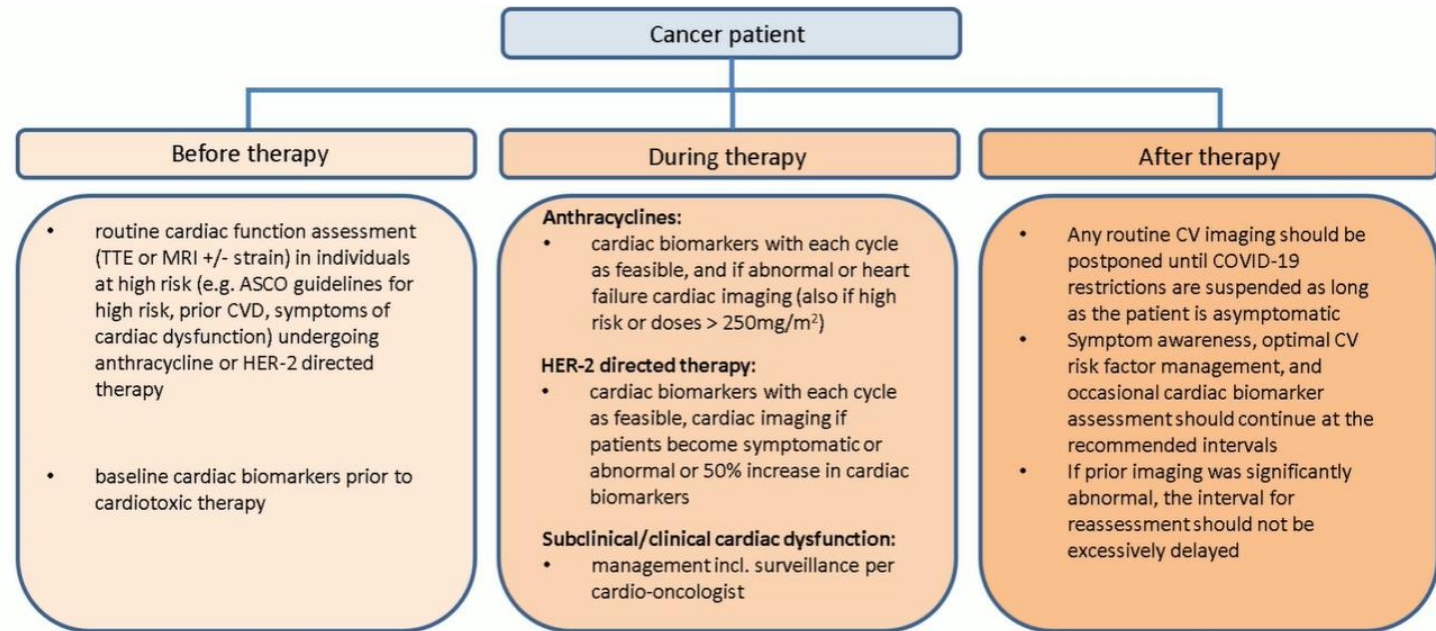 Cancer patient
Before therapy
• routine cardiac function assessment
(TTE or MRI +/- strain) in individuals
at high risk (e.g. ASCO guidelines for
high risk, prior CVD, symptoms of
cardiac dysfunction) undergoing
anthracycline or HER-2 directed
therapy
• baseline cardiac biomarkers prior to
cardiotoxic therapy
During therapy
Anthracyclines:
• cardiac biomarkers with each cycle
as feasible, and if abnormal or heart
failure cardiac imaging (also if high
risk or doses > 250mg/m²)
HER-2 directed therapy:
• cardiac biomarkers with each cycle
as feasible, cardiac imaging if
patients become symptomatic or
abnormal or 50% increase in cardiac
biomarkers
Subclinical/clinical cardiac dysfunction:
• management incl. surveillance per
cardio-oncologist
After therapy
• Any routine CV imaging should be
postponed until COVID-19
restrictions are suspended as long
as the patient is asymptomatic
• Symptom awareness, optimal CV
risk factor management, and
occasional cardiac biomarker
assessment should continue at the
recommended intervals
• If prior imaging was significantly
abnormal, the interval for
reassessment should not be
excessively delayed